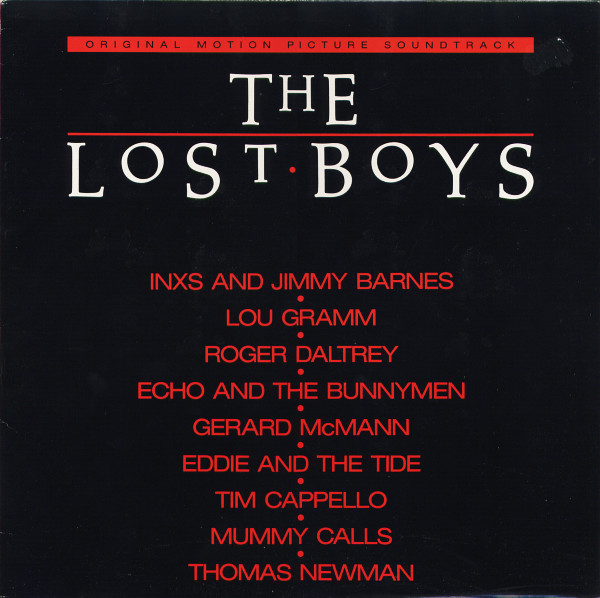 ORIGINAL MOTION PICTURE SOUNDTRACK
THE
LOST·BOYS
INXS AND JIMMY BARNES
LOU GRAMM
ROGER DALTREY
ECHO AND THE BUNNYMEN
GERARD McMANN
EDDIE AND THE TIDE
TIM CAPPELLO
MUMMY CALLS
THOMAS NEWMAN